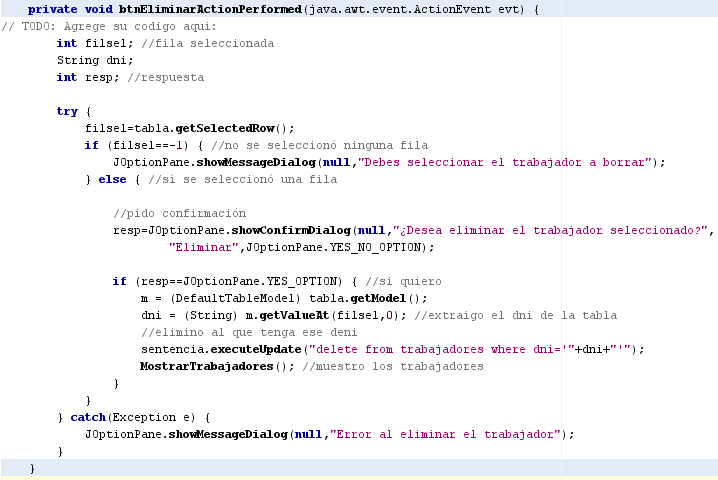 private void btnEliminarActionPerformed(java.awt.event.ActionEvent evt) {
// TODO: Agrege su codigo aqui:
int filsel; //fila seleccionada
String dni;
int resp; //respuesta
try {
filsel=tabla.getSelectedRow();
if (filsel==-1) { //no se seleccionó ninguna fila
JOptionPane.showMessageDialog(null,"Debes seleccionar el trabajador a borrar");
} else { //si se seleccionó una fila
//pido confirmación
resp=JOptionPane.showConfirmDialog(null,"¿Desea eliminar el trabajador seleccionado?",
"Eliminar",JOptionPane.YES_NO_OPTION);
if (resp==JOptionPane.YES_OPTION) { //si quiero
m = (DefaultTableModel) tabla.getModel();
dni = (String) m.getValueAt(filsel,0); //extraigo el dni de la tabla
//elimino al que tenga ese deni
sentencia.executeUpdate("delete from trabajadores where dni='"+dni+"'");
MostrarTrabajadores(); //muestro los trabajadores
}
}
} catch(Exception e) {
JOptionPane.showMessageDialog(null,"Error al eliminar el trabajador");
}
}